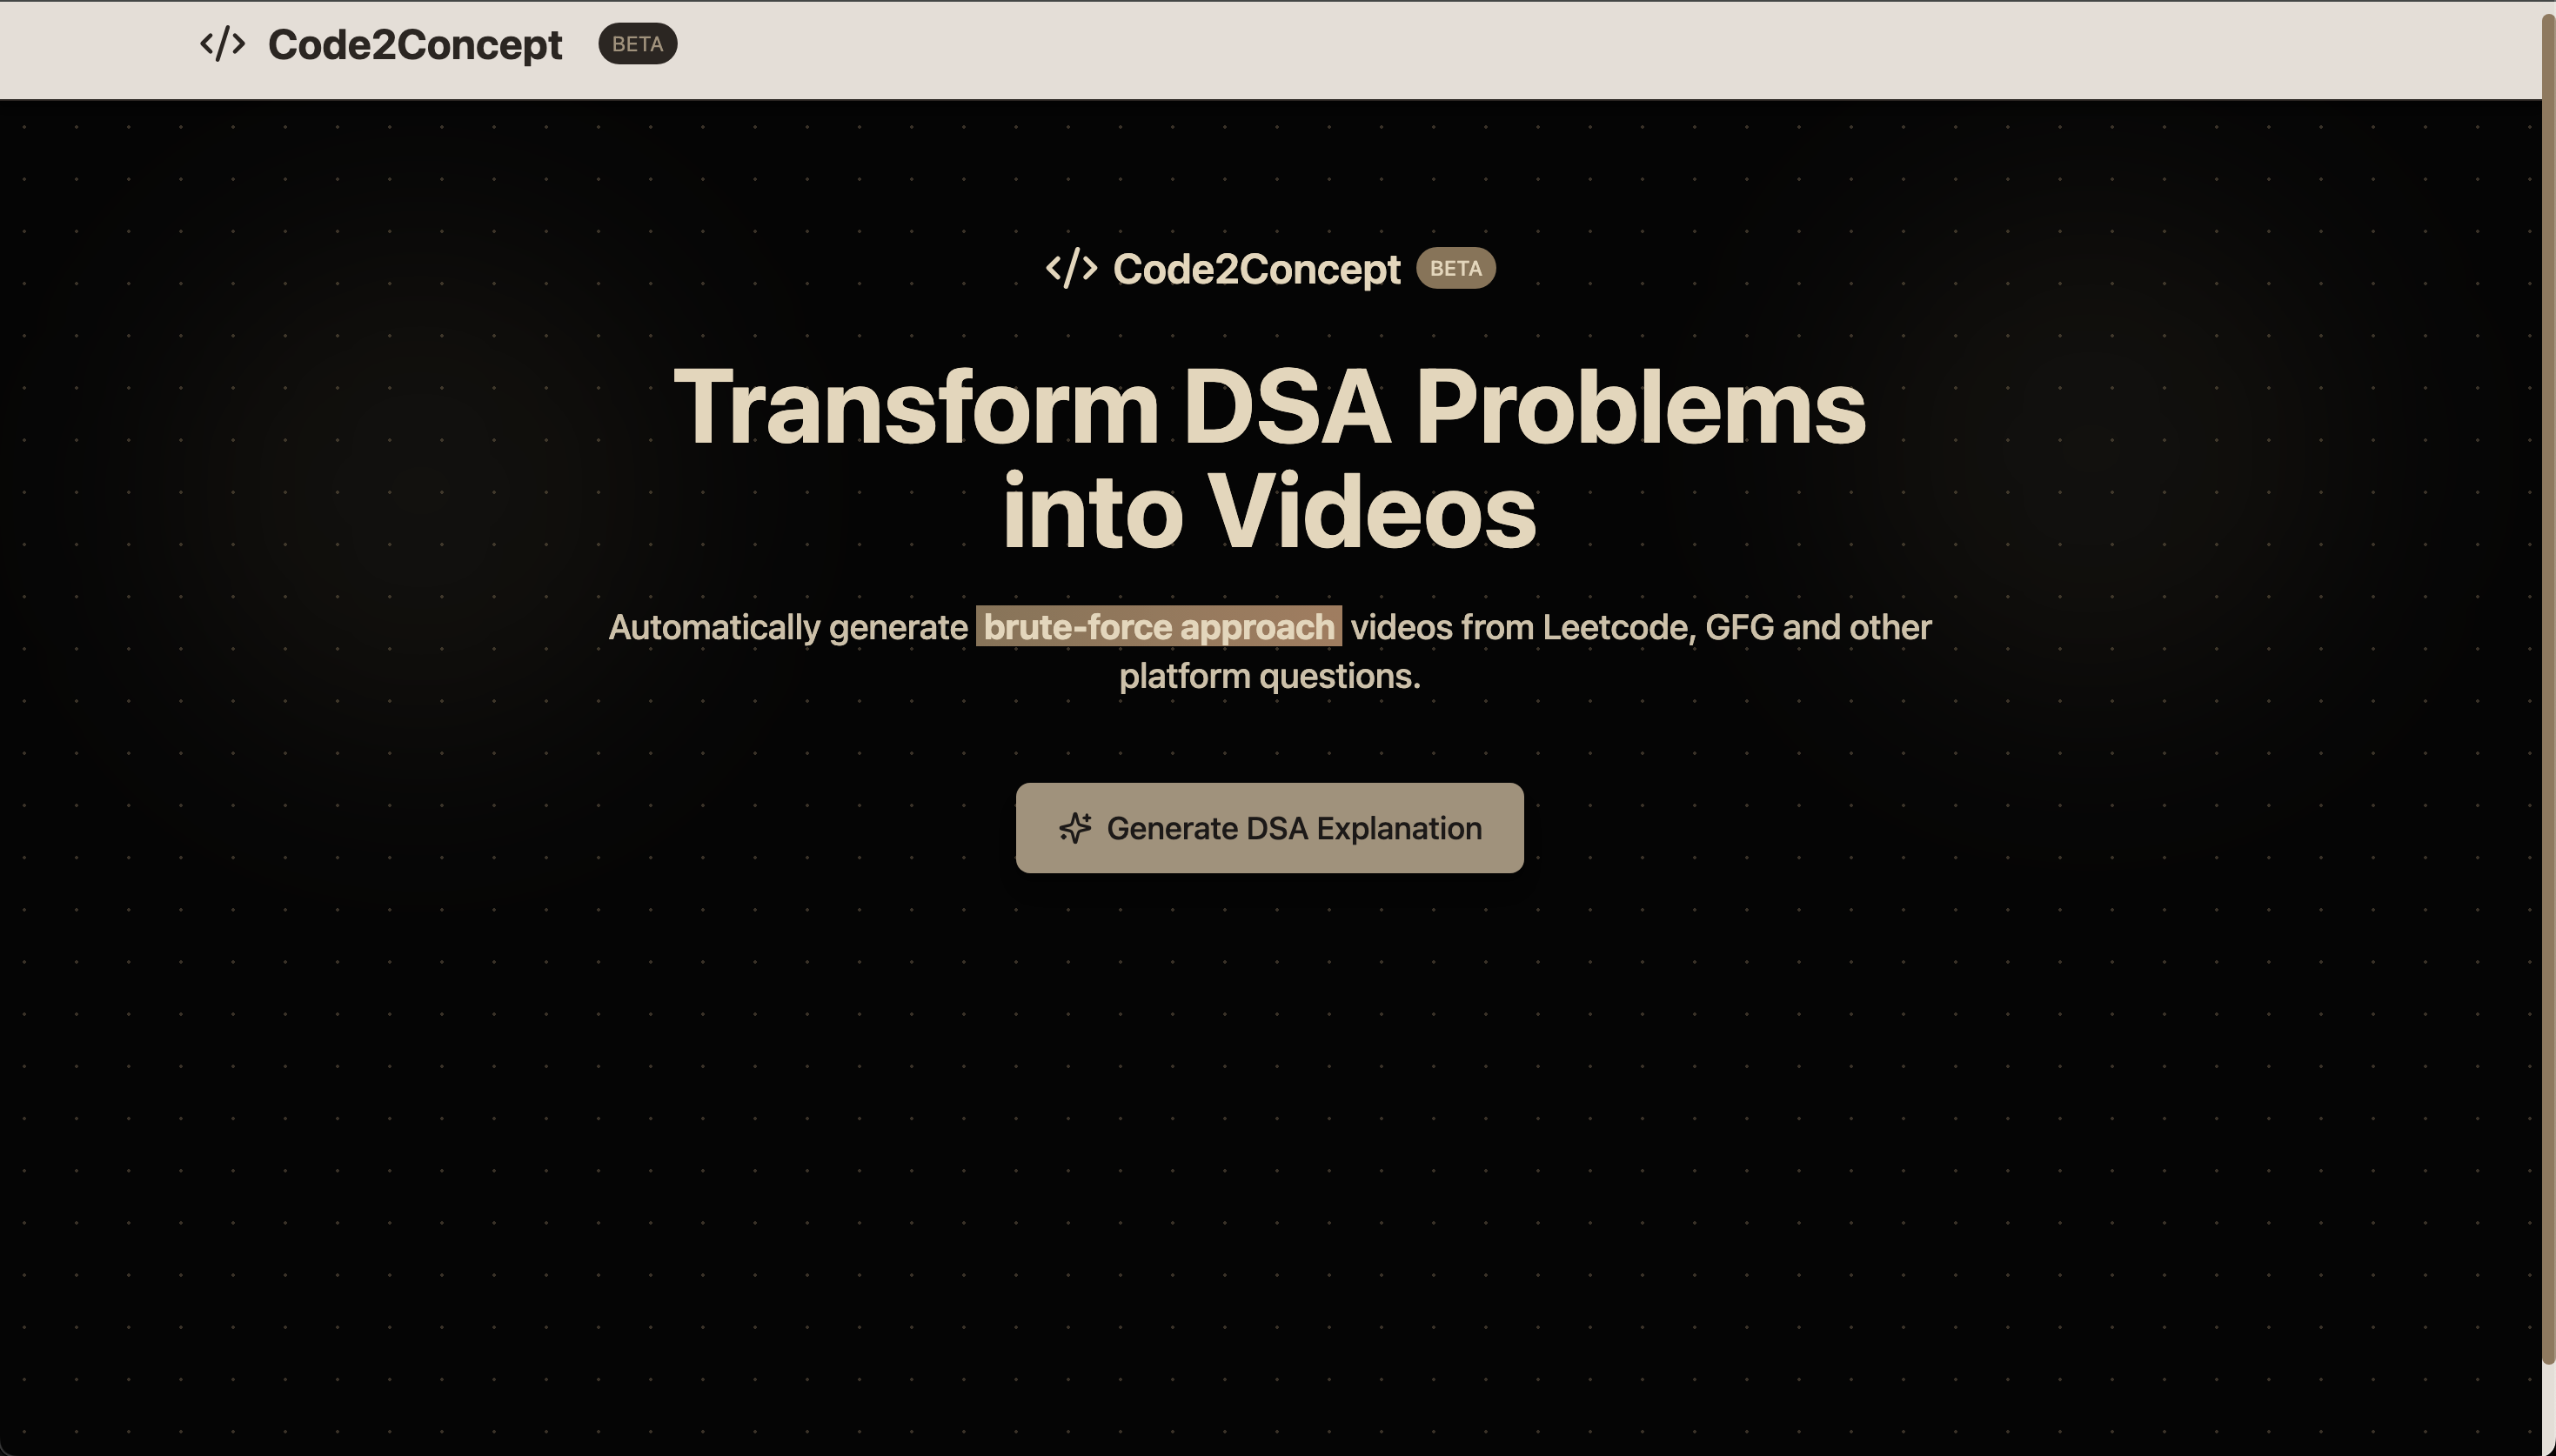 Code2Concept BETA
Code2Concept BETA
Transform DSA Problems
into Videos
Automatically generate brute-force approach videos from Leetcode, GFG and other
platform questions.
Generate DSA Explanation